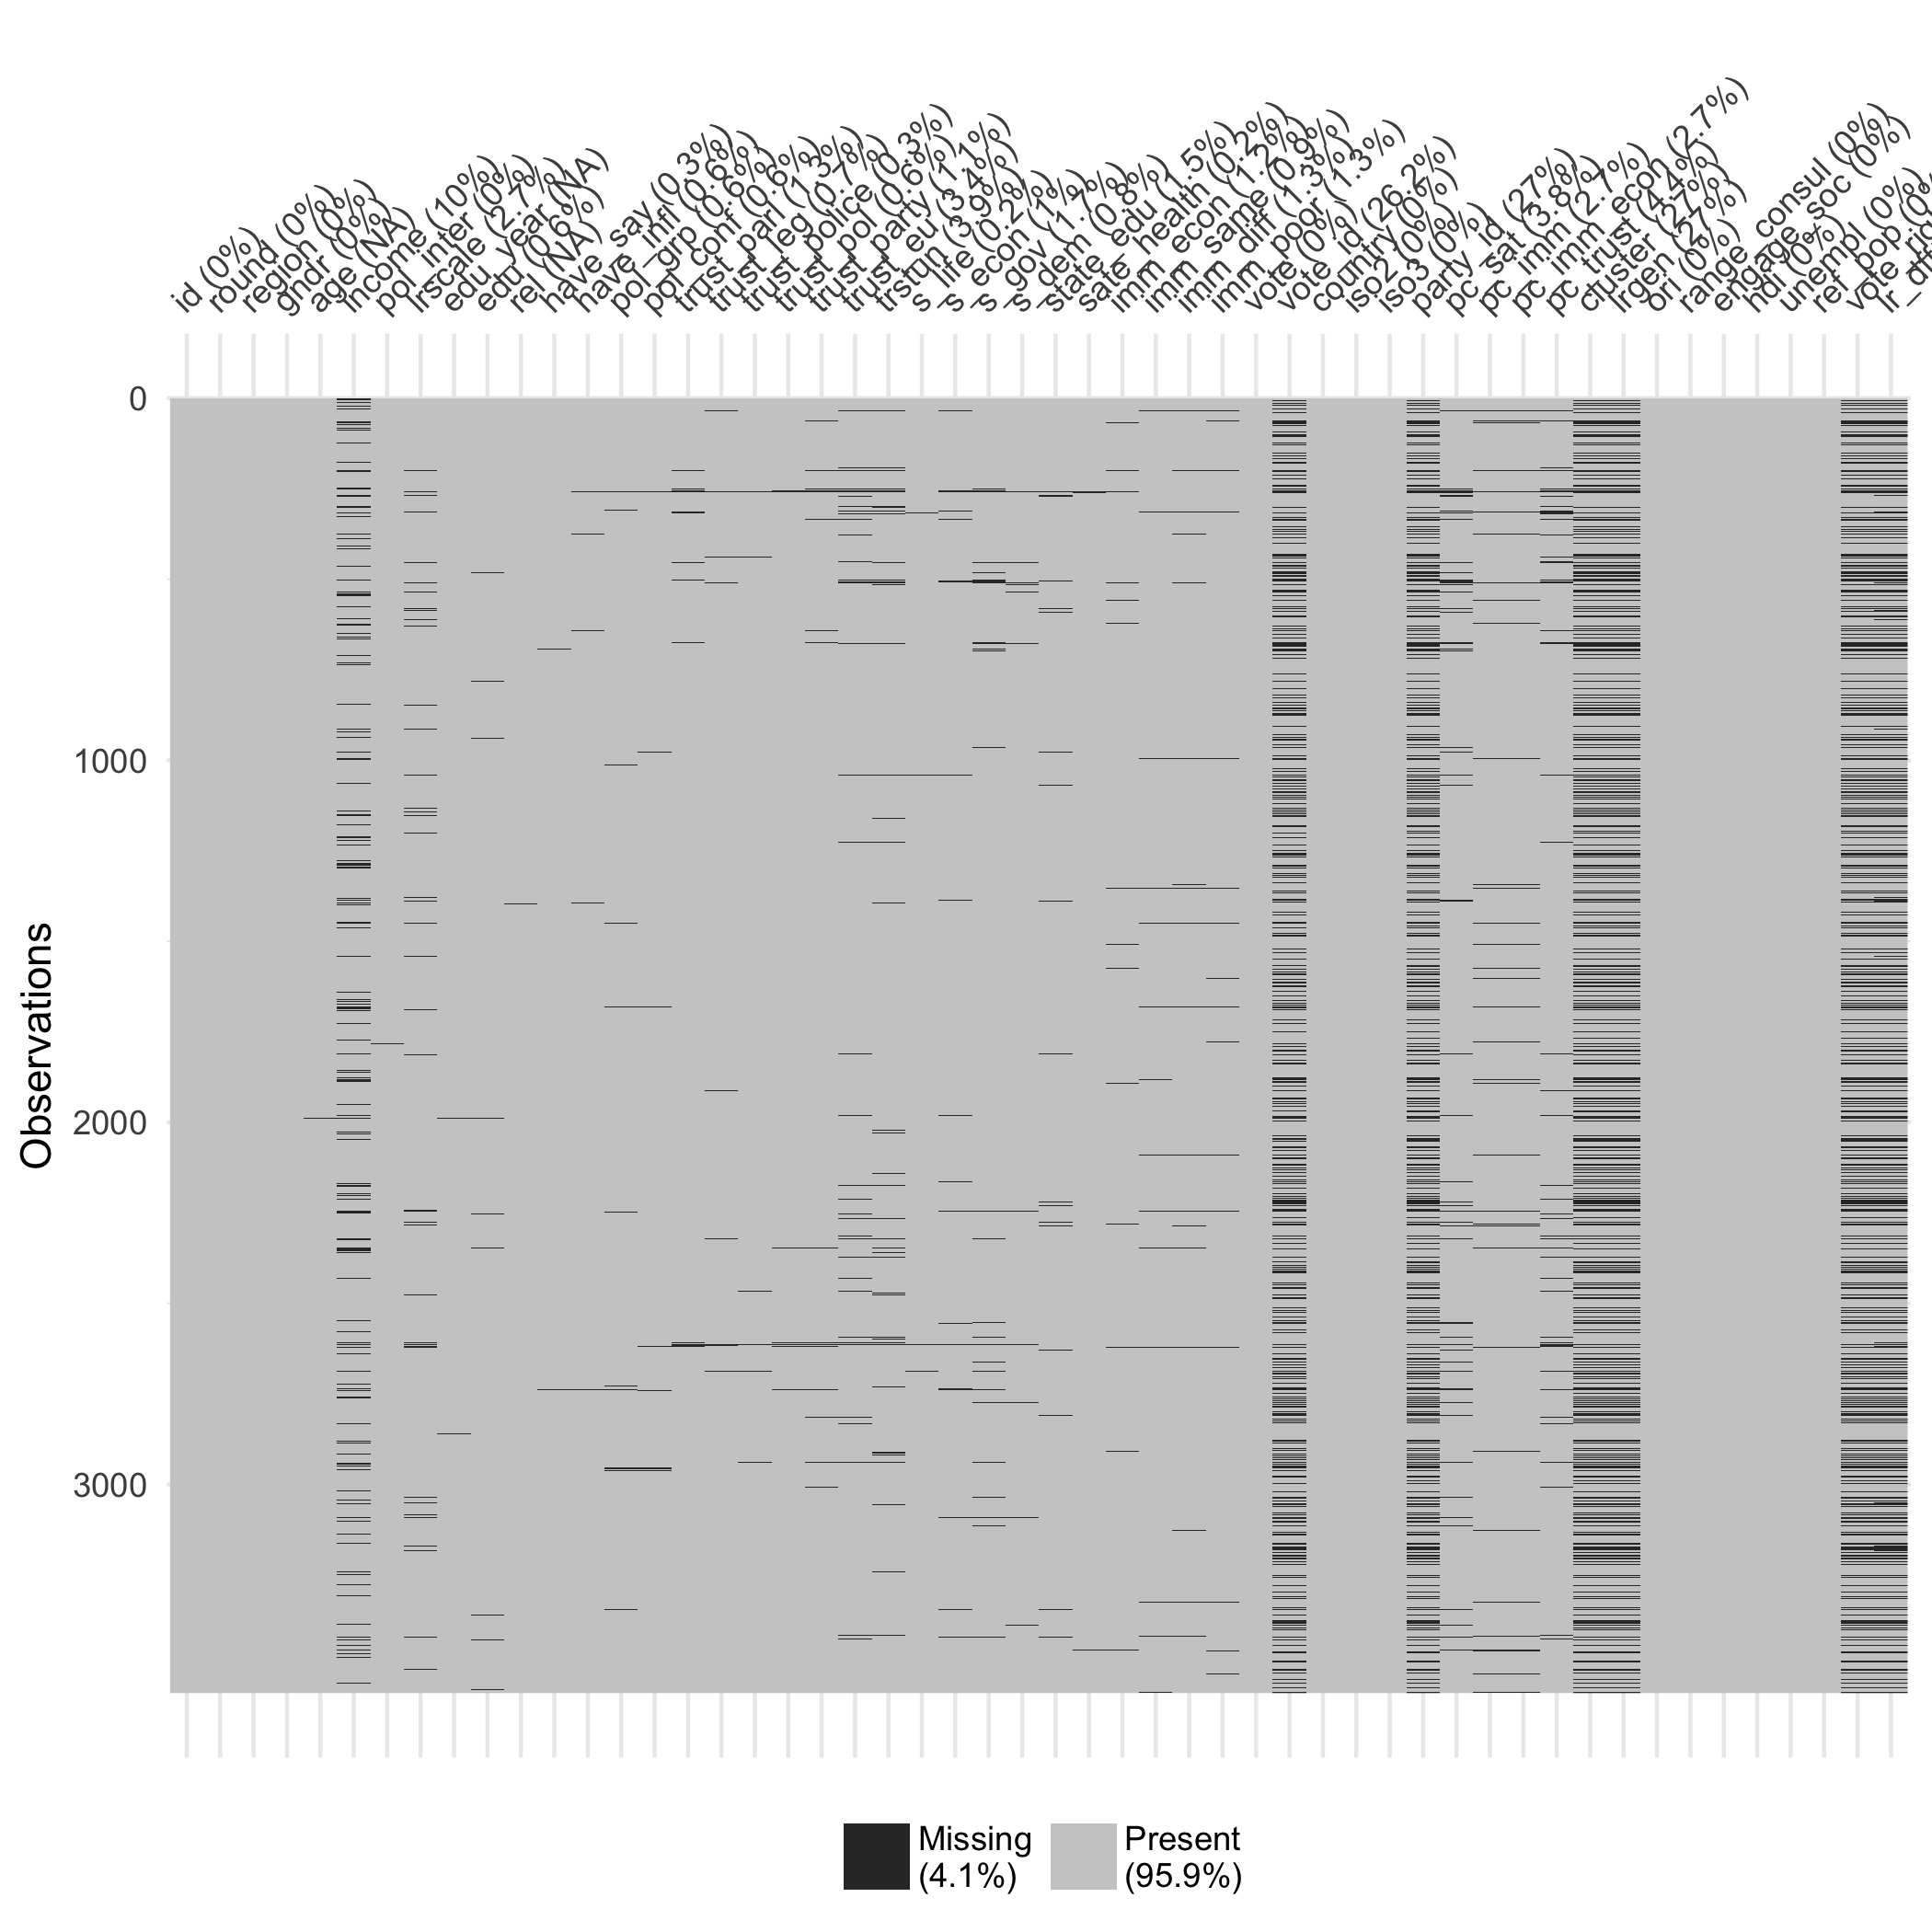 id (0%)
round (0%)
region (0%)
gndr (0%)
age (NA)
income (10%)
pol_inter (0%)
lrscale (2.7%)
edu_year (NA)
edu (0.6%)
rel (NA)
have_say (0.3%)
have_infl (0.6%)
pol_grp (0.6%)
pol_conf (0.6%)
trust_parl (1.3%)
trust_leg (0.7%)
trust_police (0.3%)
trust_pol (0.6%)
trust_party (1.1%)
trust_eu (3.4%)
trstun (3.9%)
s_life (0.2%)
s_econ (1%)
s_gov (1.7%)
s_dem (0.8%)
state_edu (1.5%)
sate_health (0.2%)
imm_econ (1.2%)
imm_same (0.9%)
imm_diff (1.3%)
imm_poor (1.3%)
vote (0%)
vote_id (26.2%)
country (0%)
iso2 (0%)
iso3 (0%)
party_id (27%)
pc_sat (3.8%)
pc_imm (2.7%)
pc_imm_econ (2.7%)
pc_trust (4.4%)
cluster (27%)
lrgen (27%)
ori (0%)
range_consul (0%)
engage_soc (0%)
hdi (0%)
unempl (0%)
ref_pop (0
vote_rig
lr_dif
0
1000
2000
3000
Observations
Missing
(4.1%)
Present
(95.9%)